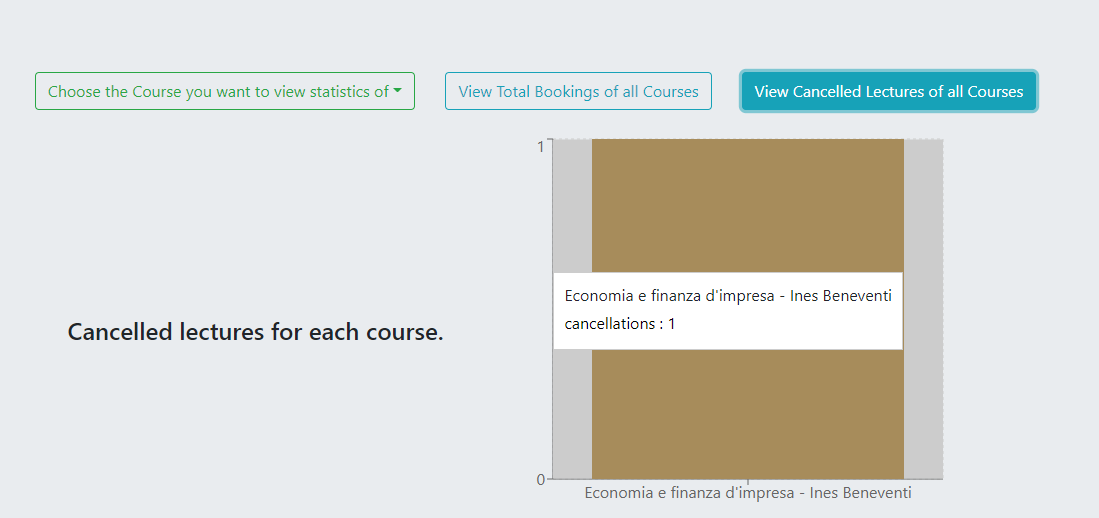 Choose the Course you want to view statistics of
View Total Bookings of all Courses
View Cancelled Lectures of all Courses
Cancelled lectures for each course.
1
Economia e finanza d'impresa - Ines Beneventi
cancellations : 1
0
Economia e finanza d'impresa - Ines Beneventi